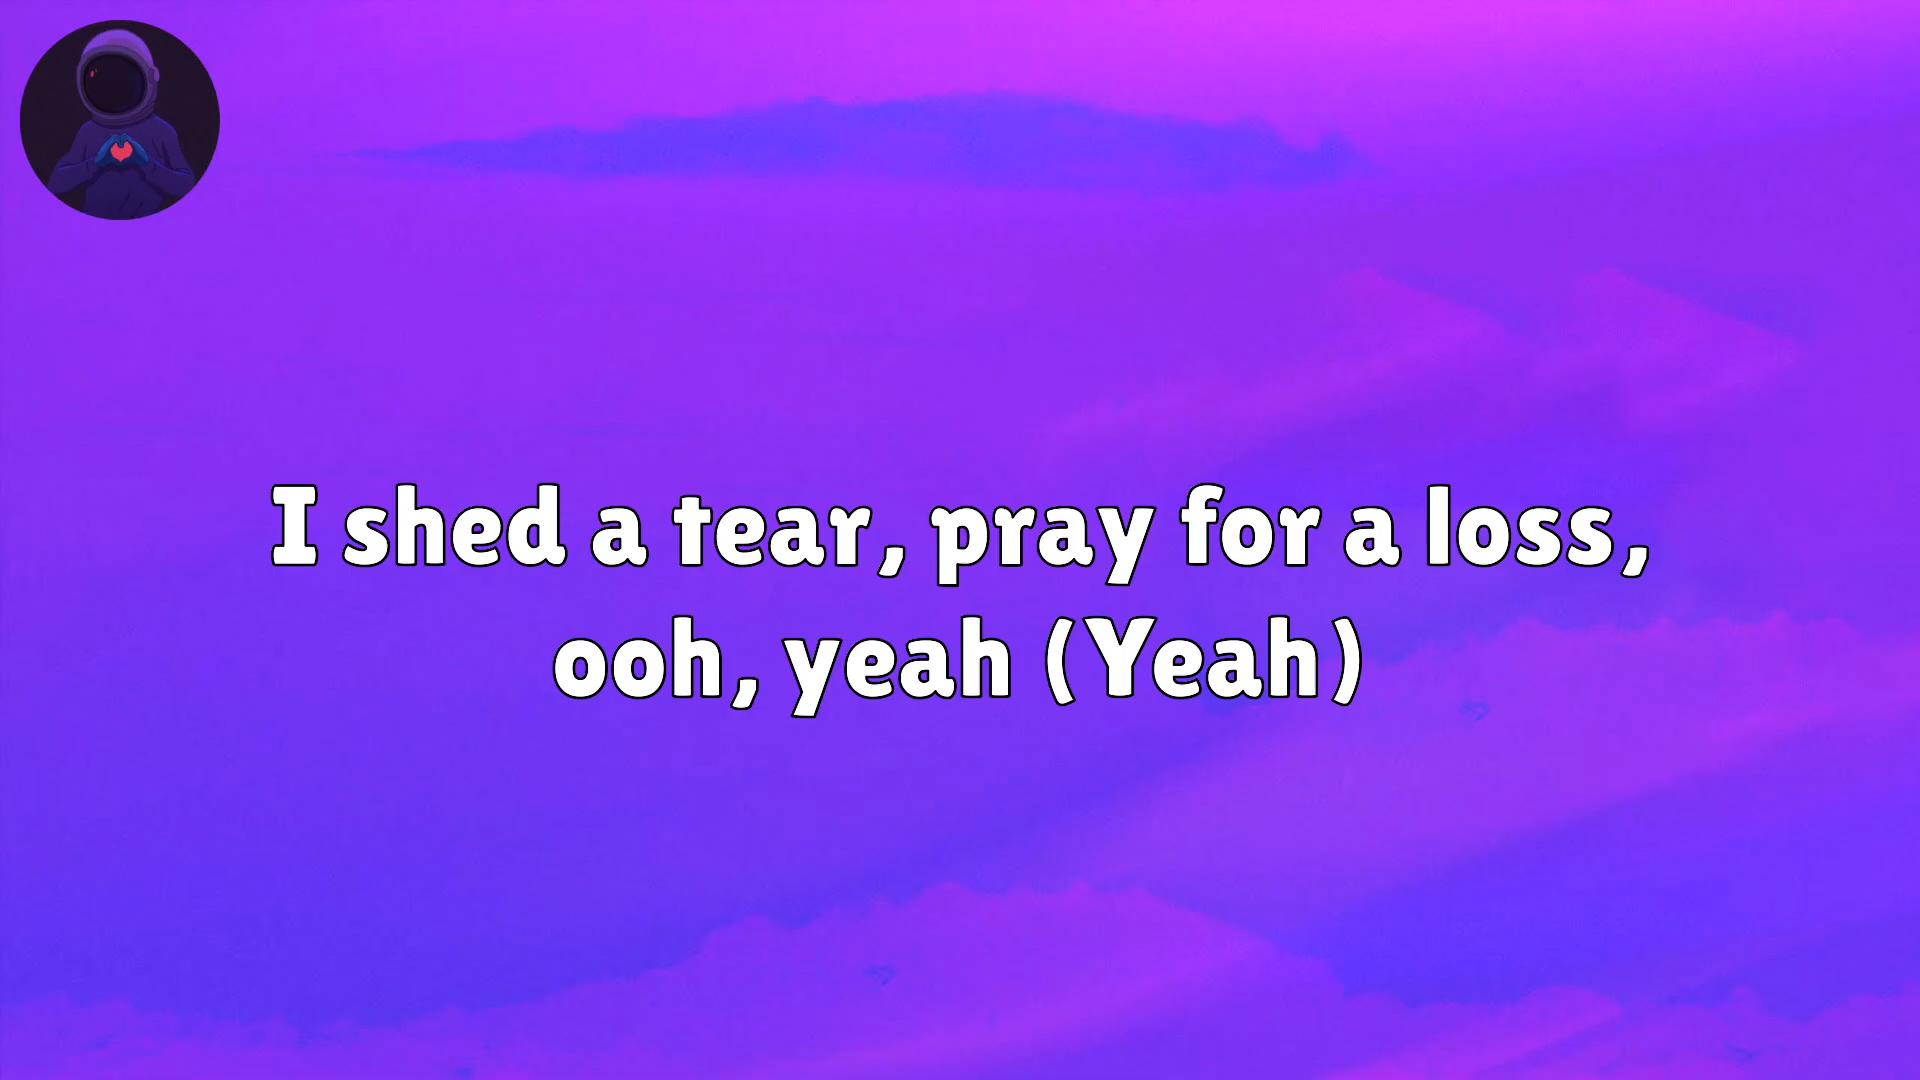 I shed a tear, pray for a loss,
ooh, yeah (Yeah)